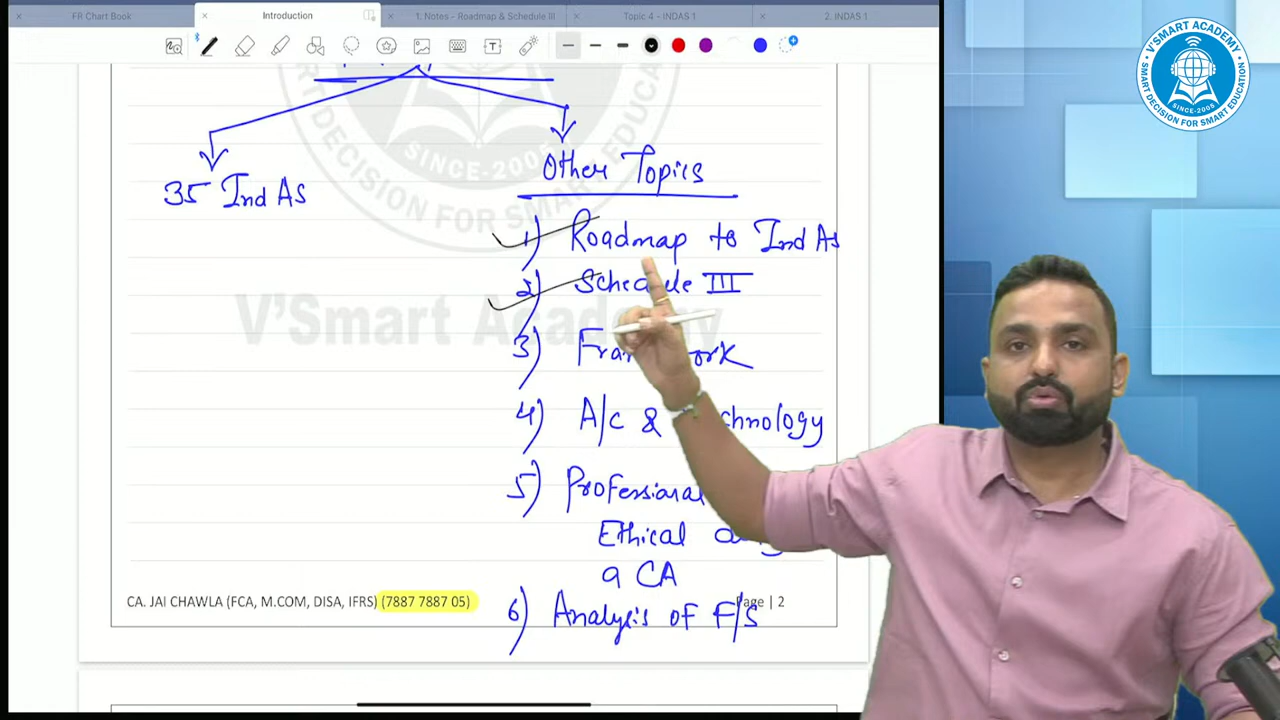 FR Chart Book
Introduction
1. Notes - Roadmap & Schedule III
Topic 4 - INDAS 1
2. INDAS 1
V'SMART ACADEMY
SINCE-2005
SMART DECISION FOR SMART EDUCATION
35 Ind As
Other Topics
1) Roadmap to Ind As
2) Schedule III
3)
4) A/c &
5) Professional
Ethical
a CA
6) Analysis of F/s
SINCE-2005
V'Smart Academy
CA. JAI CHAWLA (FCA, M.COM, DISA, IFRS) (7887 7887 05)
Page | 2